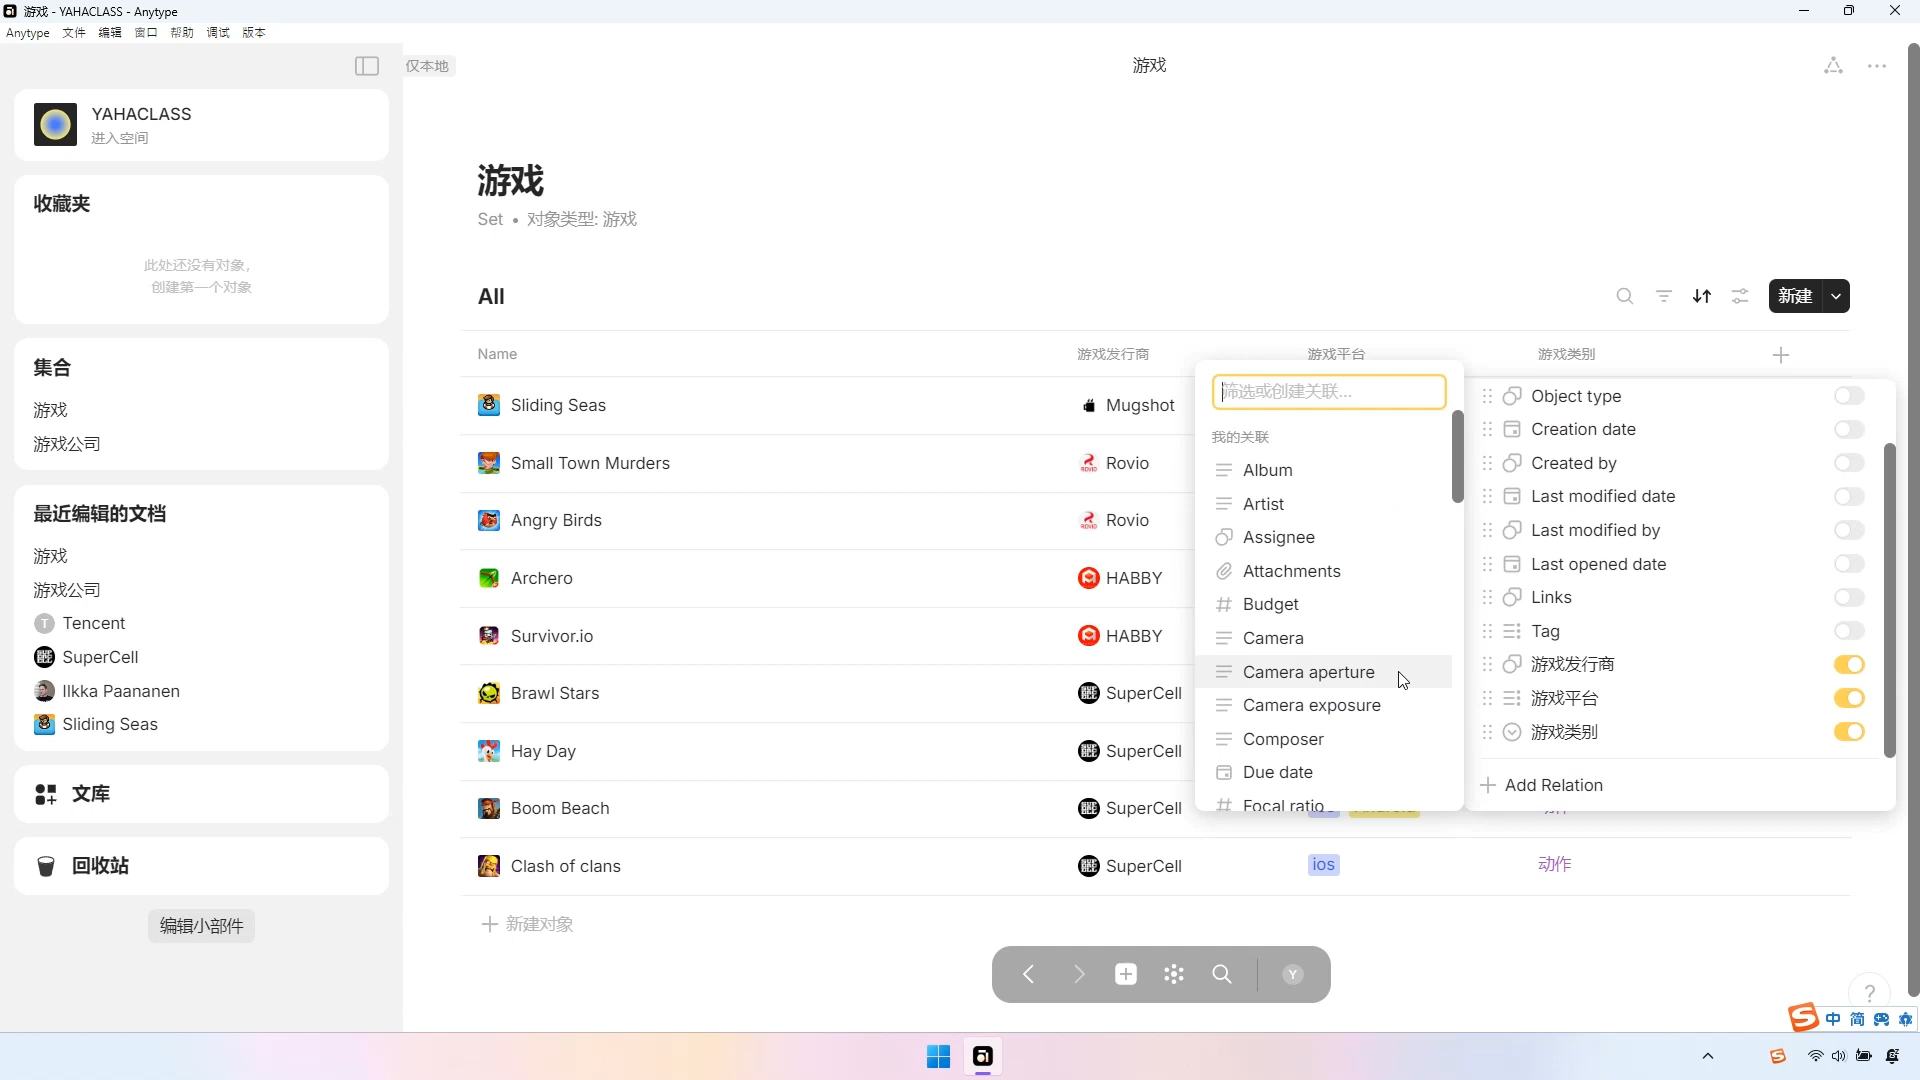 游戏 - YAHACLASS - Anytype
Anytype 文件 编辑 窗口 帮助 调试 版本
仅本地
游戏
YAHACLASS
进入空间
收藏夹
此处还没有对象，
创建第一个对象
集合
游戏
游戏公司
最近编辑的文档
游戏
游戏公司
T Tencent
SuperCell
Ilkka Paananen
Sliding Seas
文库
回收站
编辑小部件
游戏
Set • 对象类型: 游戏
All
新建
Name 游戏发行商 游戏平台 游戏类别
Sliding Seas Mugshot
Small Town Murders Rovio
Angry Birds Rovio
Archero HABBY
Survivor.io HABBY
Brawl Stars SuperCell
Hay Day SuperCell
Boom Beach SuperCell
Clash of clans SuperCell ios 动作
新建对象
筛选或创建关联...
我的关联
Album
Artist
Assignee
Attachments
Budget
Camera
Camera aperture
Camera exposure
Composer
Due date
Focal ratio
Object type
Creation date
Created by
Last modified date
Last modified by
Last opened date
Links
Tag
游戏发行商
游戏平台
游戏类别
Add Relation
Y
?
中 简